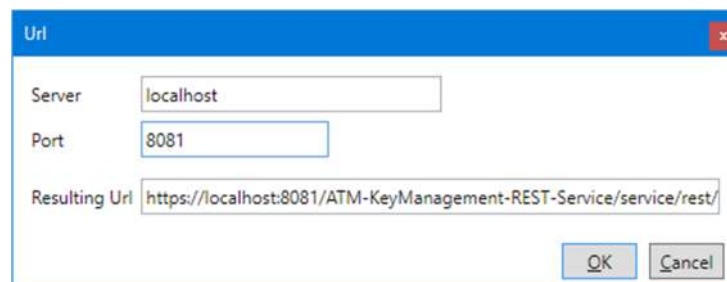 Url
x
Server localhost
Port 8081
Resulting Url https://localhost:8081/ATM-KeyManagement-REST-Service/service/rest/
OK Cancel